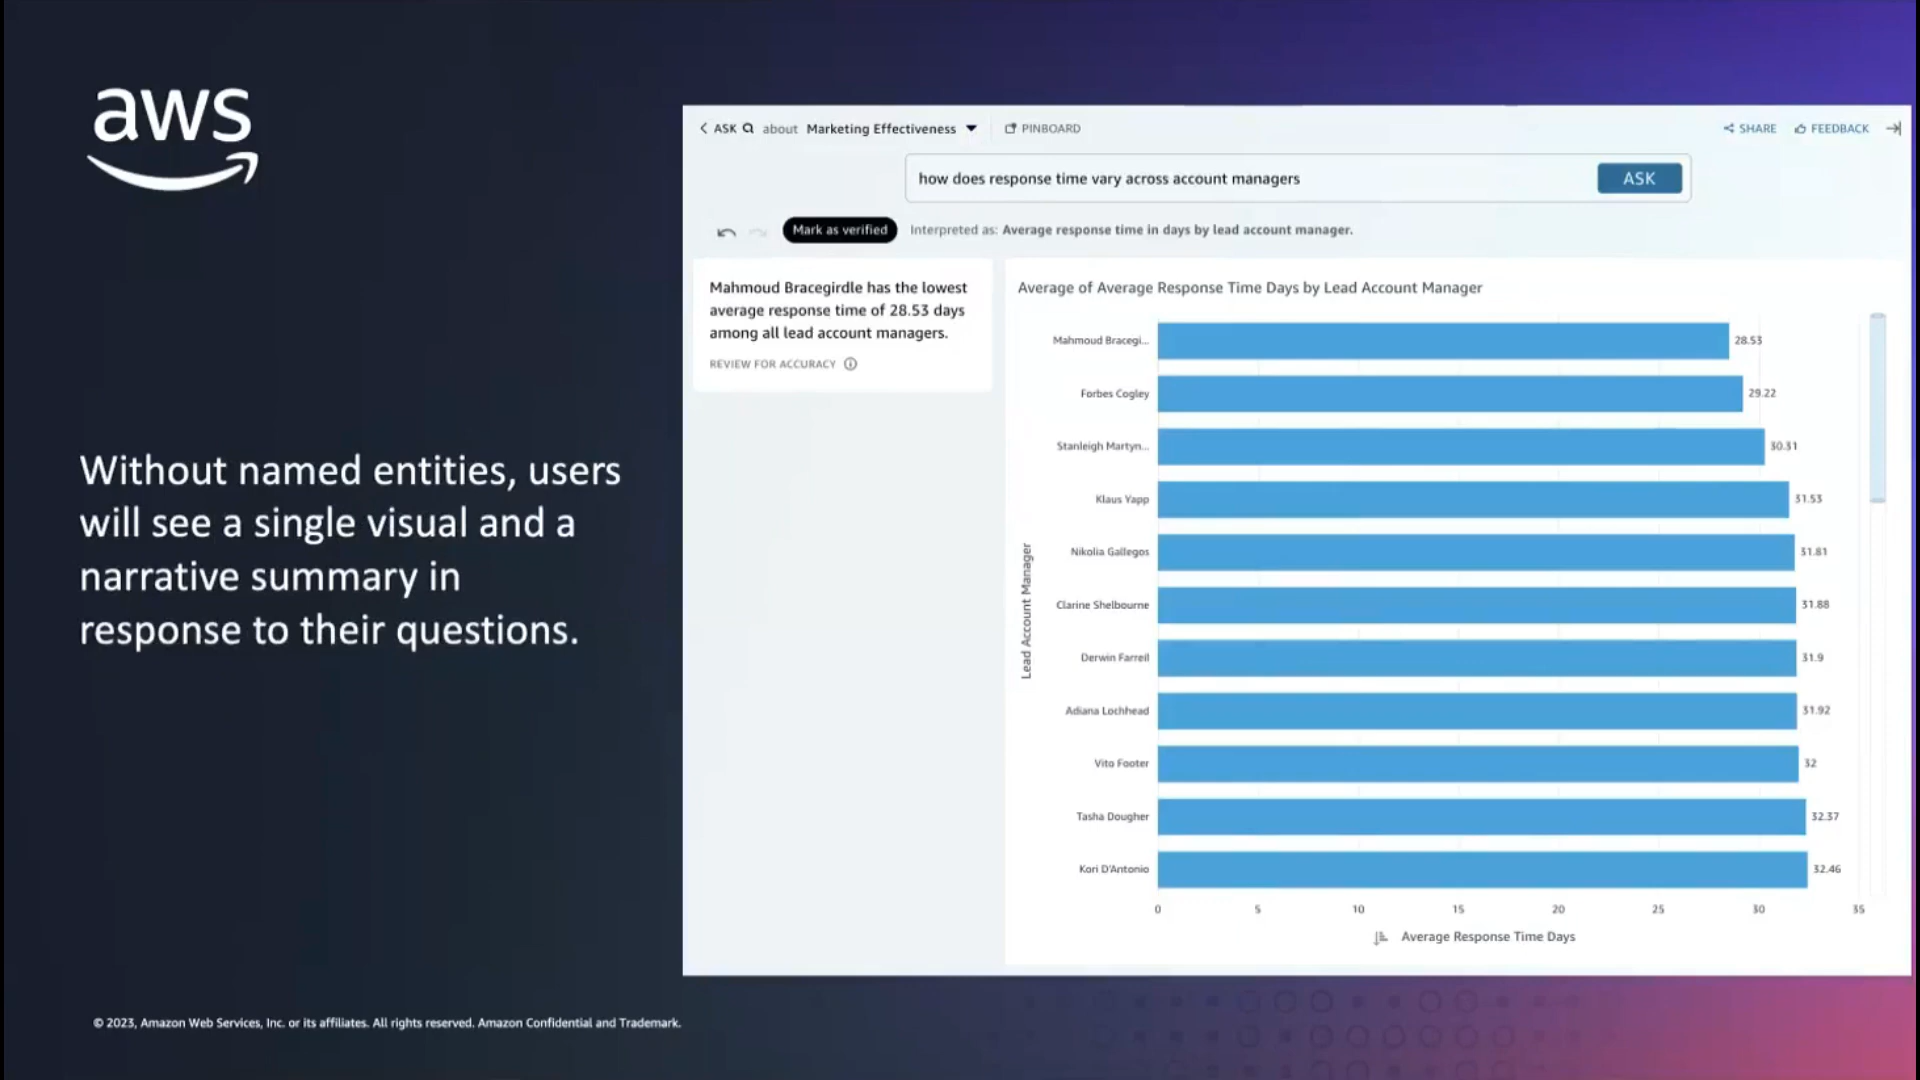 aws
Without named entities, users
will see a single visual and a
narrative summary in
response to their questions.
© 2023, Amazon Web Services, Inc. or its affiliates. All rights reserved. Amazon Confidential and Trademark.
ASK about Marketing Effectiveness PINBOARD SHARE FEEDBACK
how does response time vary across account managers ASK
Mark as verified Interpreted as: Average response time in days by lead account manager.
Mahmoud Bracegirdle has the lowest
average response time of 28.53 days
among all lead account managers.
REVIEW FOR ACCURACY
Average of Average Response Time Days by Lead Account Manager
Lead Account Manager
Mahmoud Bracegi... 28.53
Forbes Cogley 29.22
Stanleigh Martyn... 30.31
Klaus Yapp 31.53
Nikolia Gallegos 31.81
Clarine Shelbourne 31.88
Derwin Farrell 31.9
Adiana Lochhead 31.92
Vito Footer 32
Tasha Dougher 32.37
Kori D'Antonio 32.46
0 5 10 15 20 25 30 35
Average Response Time Days